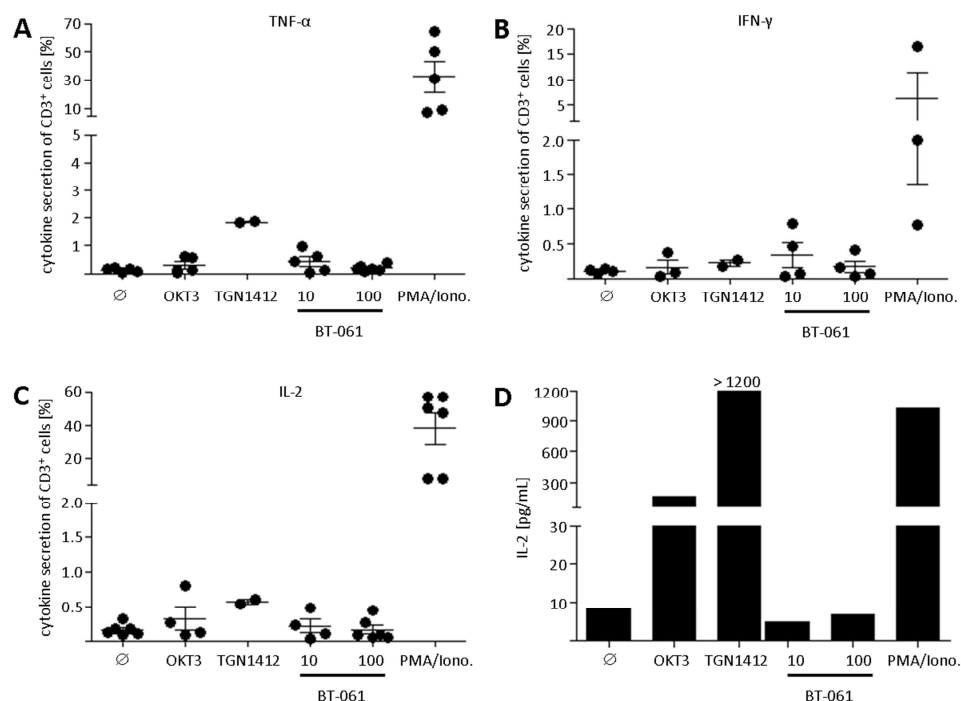 A
TNF-α
cytokine secretion of CD3⁺ cells [%]
70
50
30
10
5
4
3
2
1
∅ OKT3 TGN1412 10 100 PMA/Iono.
BT-061
B
IFN-γ
cytokine secretion of CD3⁺ cells [%]
20
15
10
5
2.0
1.5
1.0
0.5
∅ OKT3 TGN1412 10 100 PMA/Iono.
BT-061
C
IL-2
cytokine secretion of CD3⁺ cells [%]
60
40
20
2.0
1.5
1.0
0.5
∅ OKT3 TGN1412 10 100 PMA/Iono.
BT-061
D
> 1200
IL-2 [pg/mL]
1200
900
600
300
30
20
10
∅ OKT3 TGN1412 10 100 PMA/Iono.
BT-061